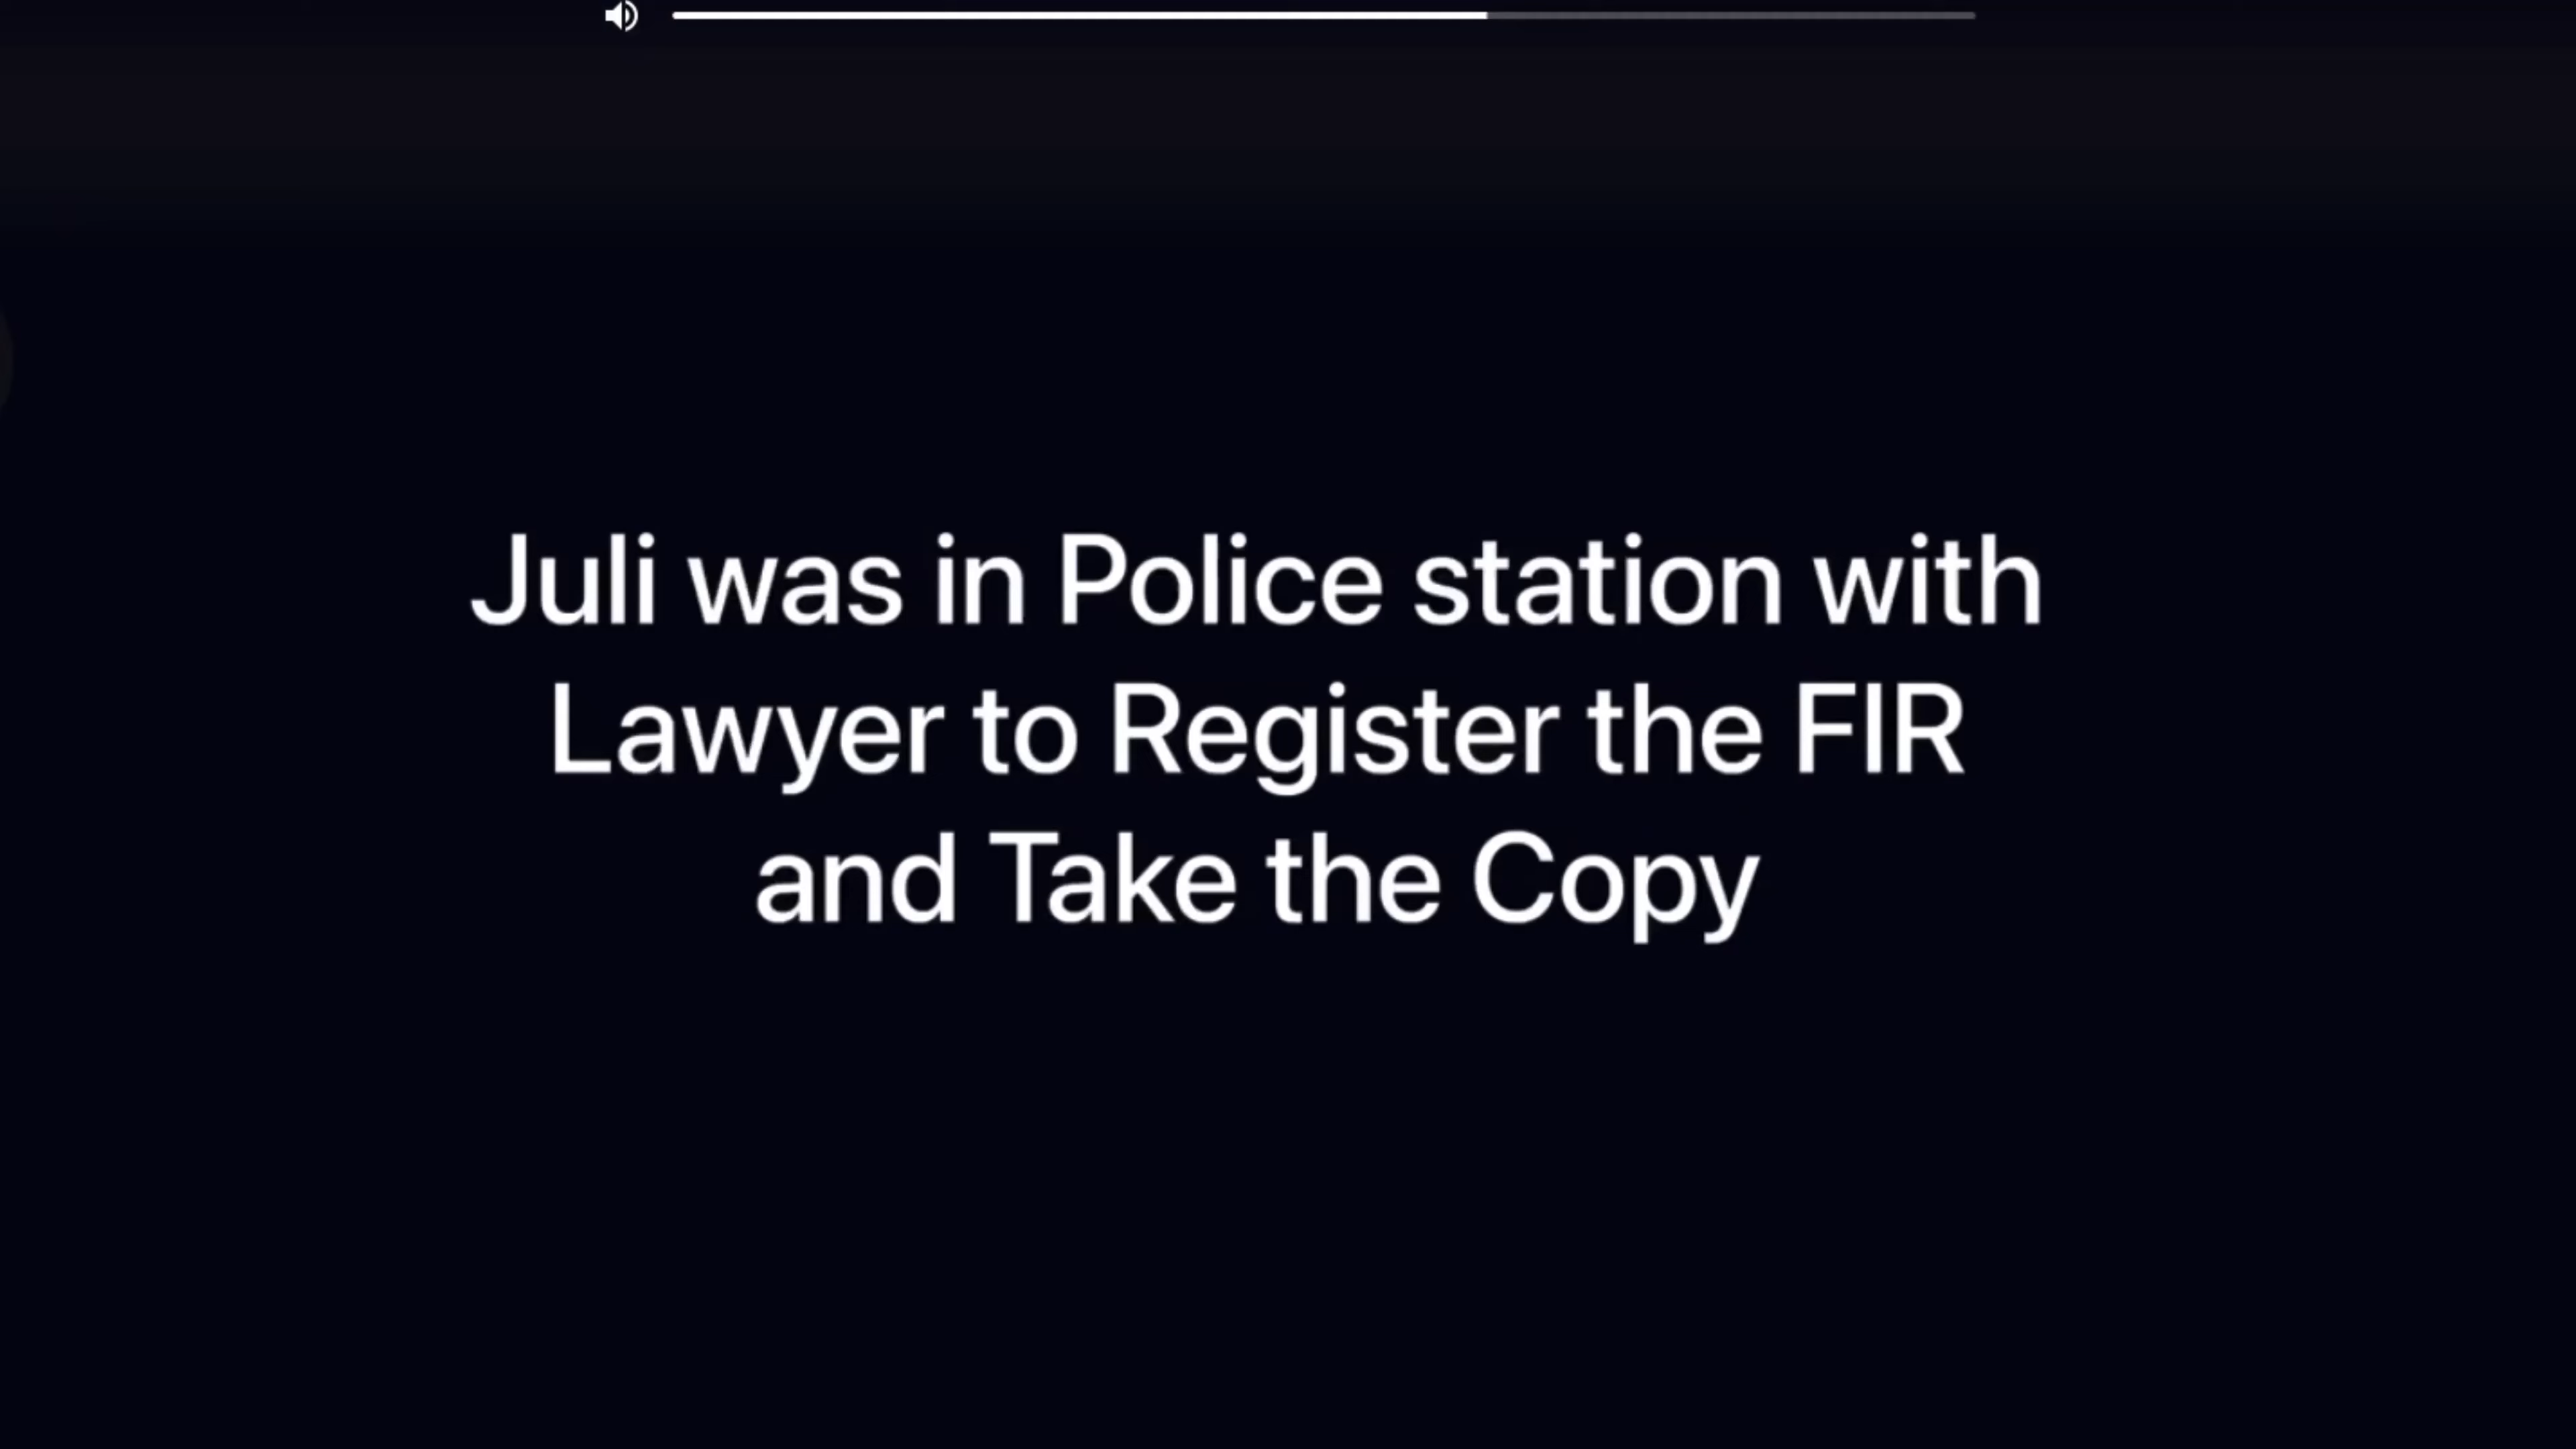 Juli was in Police station with
Lawyer to Register the FIR
and Take the Copy